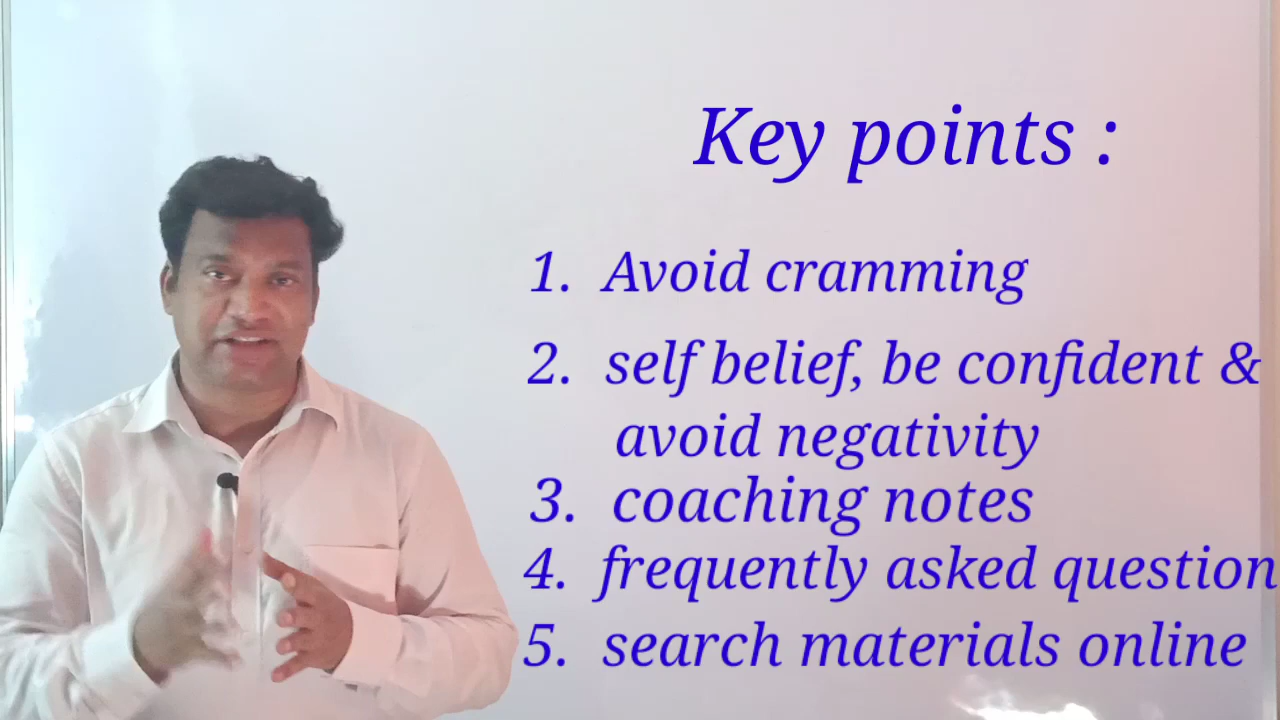 Key points :
1. Avoid cramming
2. self belief, be confident &
avoid negativity
3. coaching notes
4. frequently asked question
5. search materials online